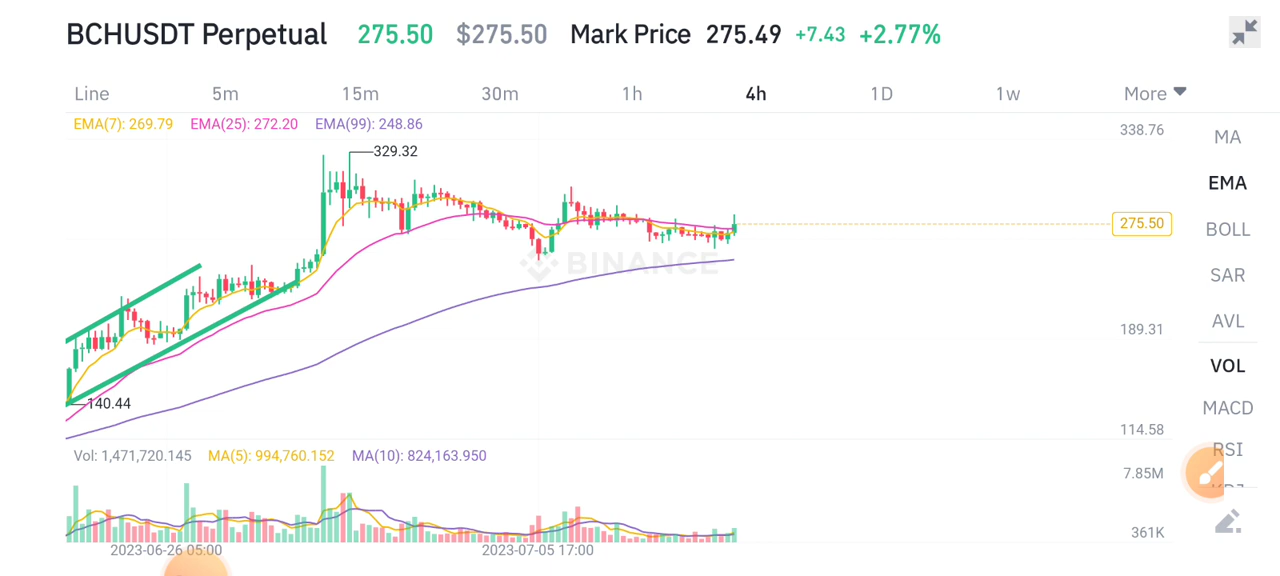 BCHUSDT Perpetual 275.50 $275.50 Mark Price 275.49 +7.43 +2.77%
Line 5m 15m 30m 1h 4h 1D 1w More
EMA(7): 269.79 EMA(25): 272.20 EMA(99): 248.86
338.76
MA
329.32
EMA
275.50
BOLL
BINANCE
SAR
AVL
189.31
VOL
140.44
MACD
114.58
RSI
Vol: 1,471,720.145 MA(5): 994,760.152 MA(10): 824,163.950
7.85M
361K
2023-06-26 05:00 2023-07-05 17:00